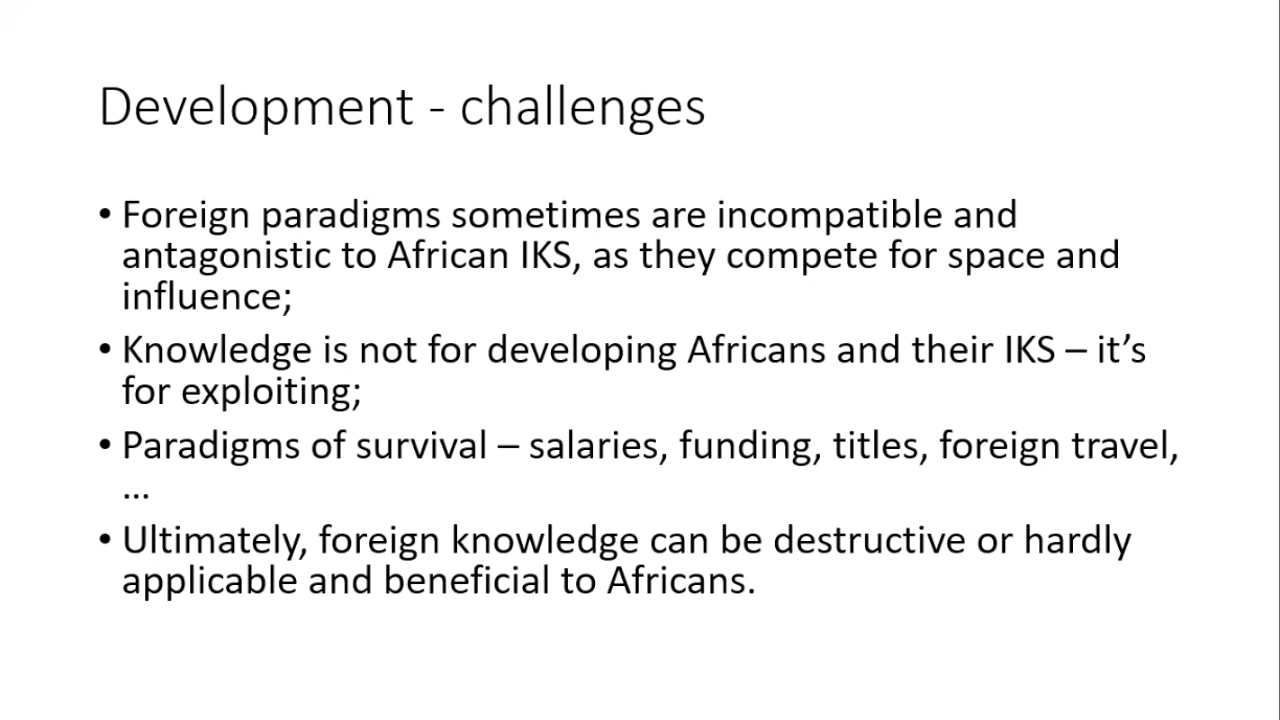 Development - challenges
• Foreign paradigms sometimes are incompatible and
antagonistic to African IKS, as they compete for space and
influence;
• Knowledge is not for developing Africans and their IKS – it’s
for exploiting;
• Paradigms of survival – salaries, funding, titles, foreign travel,
…
• Ultimately, foreign knowledge can be destructive or hardly
applicable and beneficial to Africans.